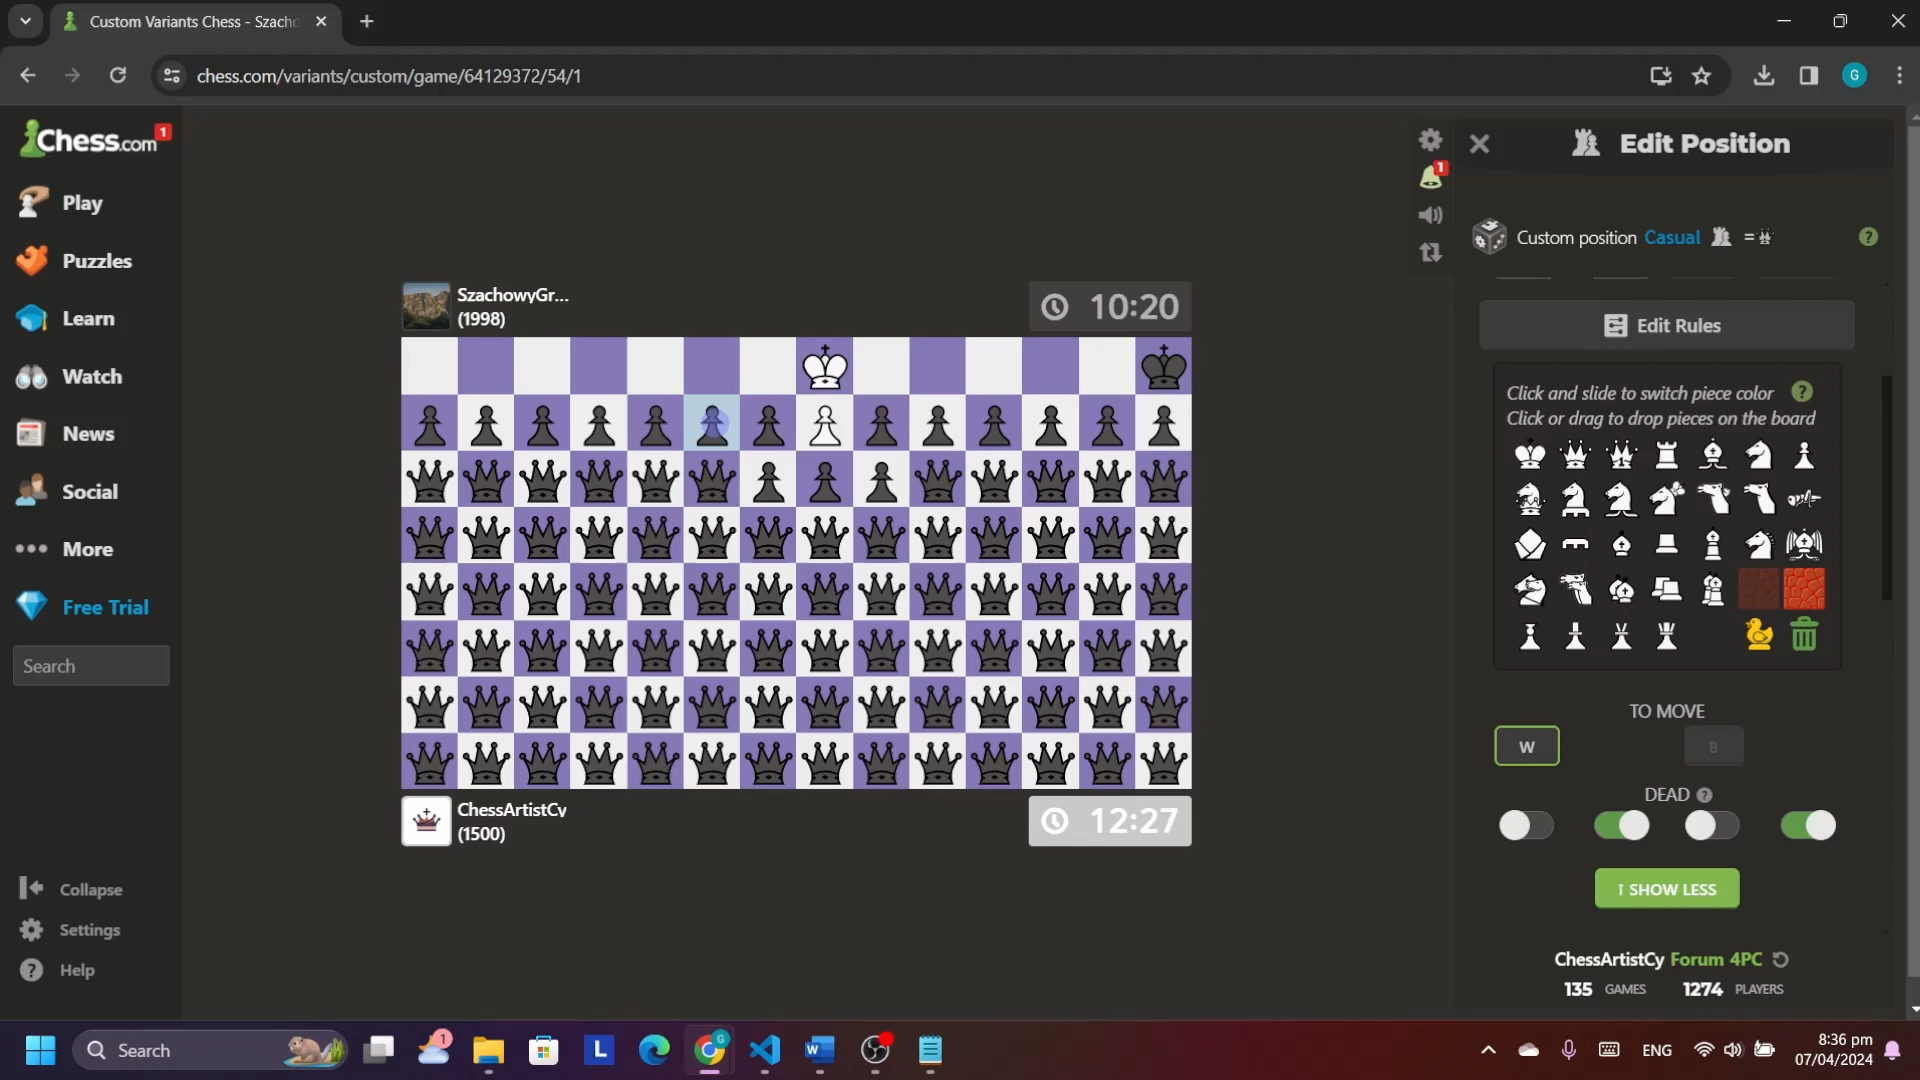 Custom Variants Chess - Szacho
chess.com/variants/custom/game/64129372/54/1
G
Chess.com
1
Play
Puzzles
Learn
Watch
News
Social
More
Free Trial
Search
Collapse
Settings
Help
SzachowyGr...
(1998)
10:20
ChessArtistCy
(1500)
12:27
1
Edit Position
Custom position Casual =
?
Edit Rules
Click and slide to switch piece color ?
Click or drag to drop pieces on the board
TO MOVE
W
B
DEAD ?
↑ SHOW LESS
ChessArtistCy Forum 4PC
135 GAMES 1274 PLAYERS
Search
1
L
G
W
ENG
8:36 pm
07/04/2024